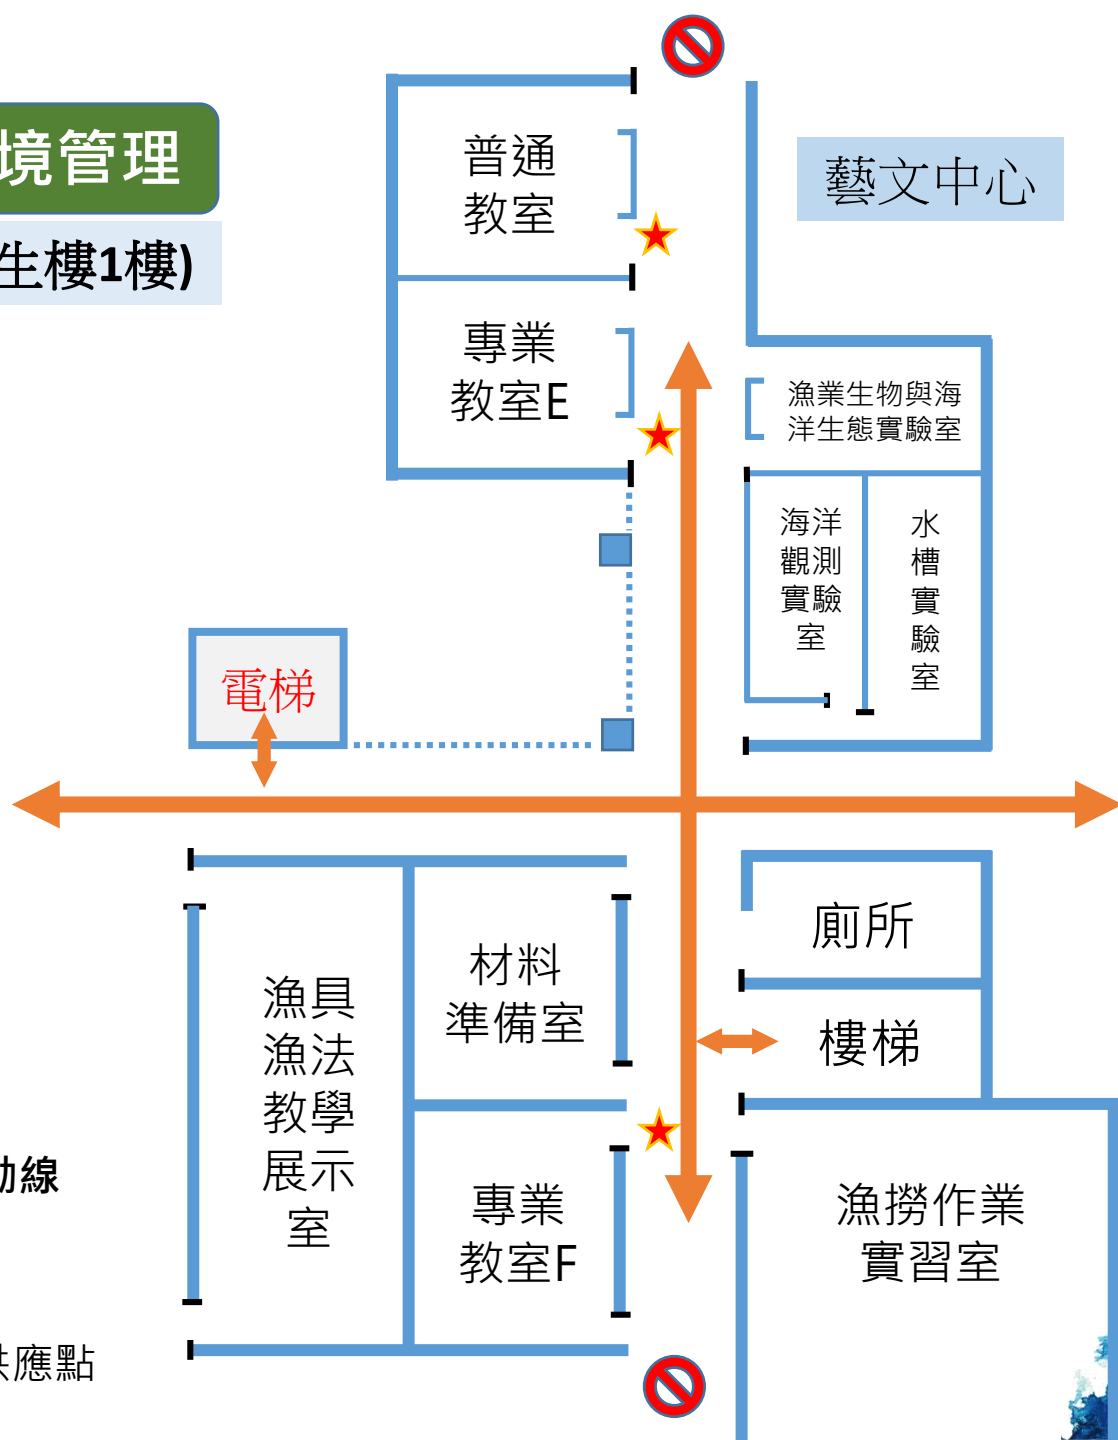 境管理
生樓1樓)
藝文中心
普通
教室
專業
教室E
漁業生物與海
洋生態實驗室
海洋
觀測
實驗
室
水
槽
實
驗
室
電梯
廁所
材料
準備室
漁具
漁法
教學
展示
室
樓梯
動線
專業
教室F
漁撈作業
實習室
供應點